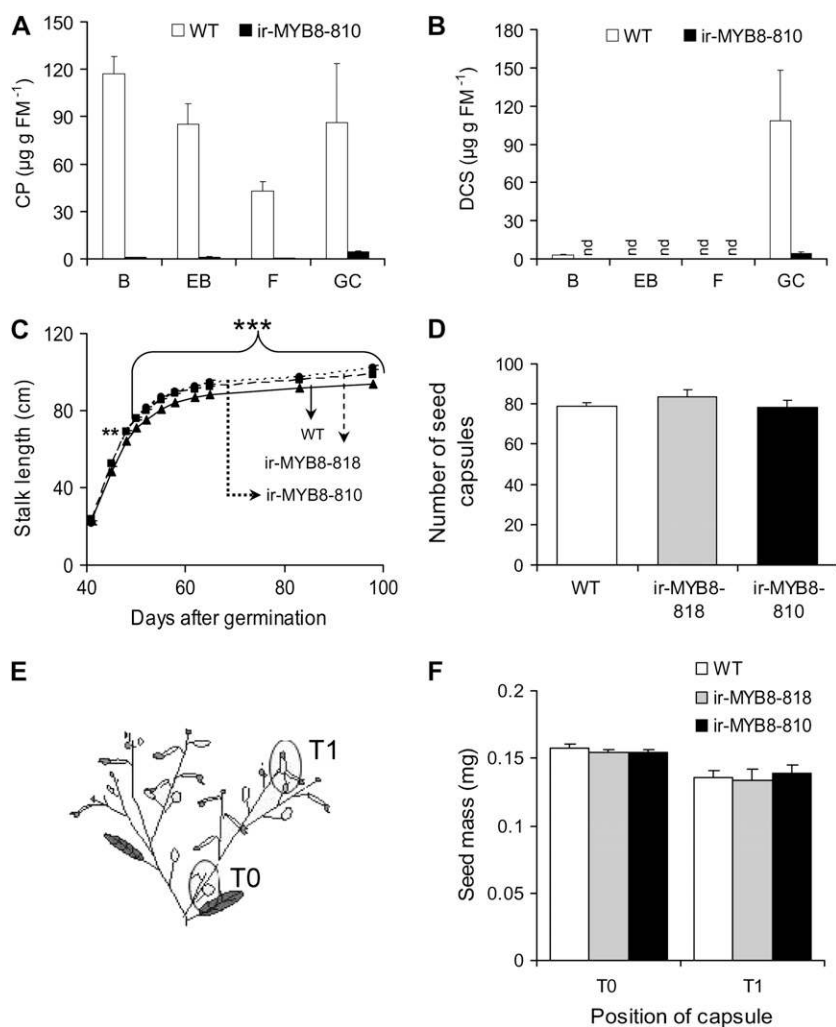 A
WT ir-MYB8-810
CP (µg g FM⁻¹)
120
90
60
30
0
B EB F GC
B
WT ir-MYB8-810
DCS (µg g FM⁻¹)
180
150
120
90
60
30
0
nd nd nd nd nd
B EB F GC
C
Stalk length (cm)
120
80
40
0
**
***
WT
ir-MYB8-818
ir-MYB8-810
40 60 80 100
Days after germination
D
Number of seed
capsules
100
80
60
40
20
0
WT ir-MYB8- ir-MYB8-
818 810
E
T1
T0
F
WT
ir-MYB8-818
ir-MYB8-810
Seed mass (mg)
0.2
0.15
0.1
0.05
0
T0 T1
Position of capsule